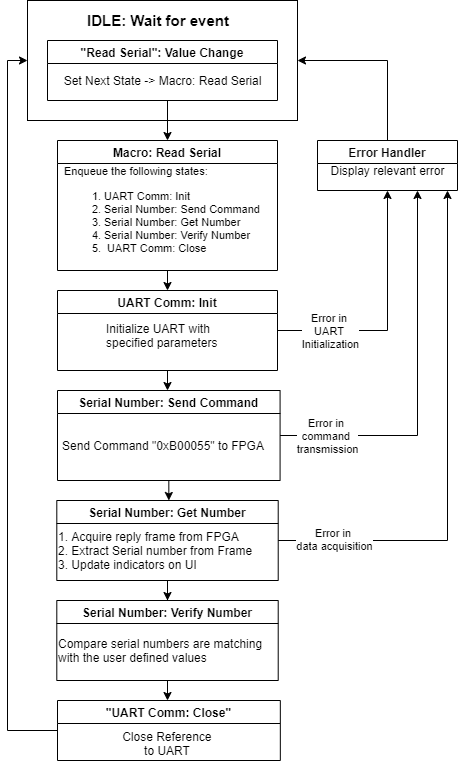 IDLE: Wait for event
"Read Serial": Value Change
Set Next State -> Macro: Read Serial
Macro: Read Serial
Enqueue the following states:
1. UART Comm: Init
2. Serial Number: Send Command
3. Serial Number: Get Number
4. Serial Number: Verify Number
5. UART Comm: Close
Error Handler
Display relevant error
UART Comm: Init
Initialize UART with
specified parameters
Error in
UART
Initialization
Serial Number: Send Command
Send Command "0xB00055" to FPGA
Error in
command
transmission
Serial Number: Get Number
1. Acquire reply frame from FPGA
2. Extract Serial number from Frame
3. Update indicators on UI
Error in
data acquisition
Serial Number: Verify Number
Compare serial numbers are matching
with the user defined values
"UART Comm: Close"
Close Reference
to UART